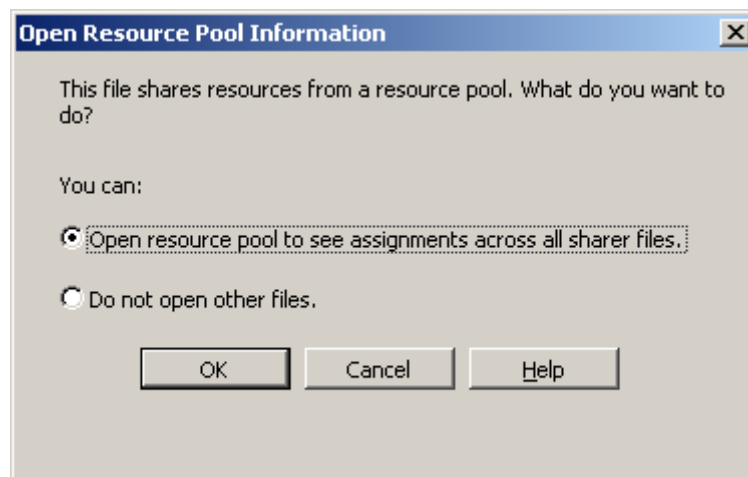 Open Resource Pool Information
This file shares resources from a resource pool. What do you want to
do?
You can:
Open resource pool to see assignments across all sharer files.
Do not open other files.
OK Cancel Help